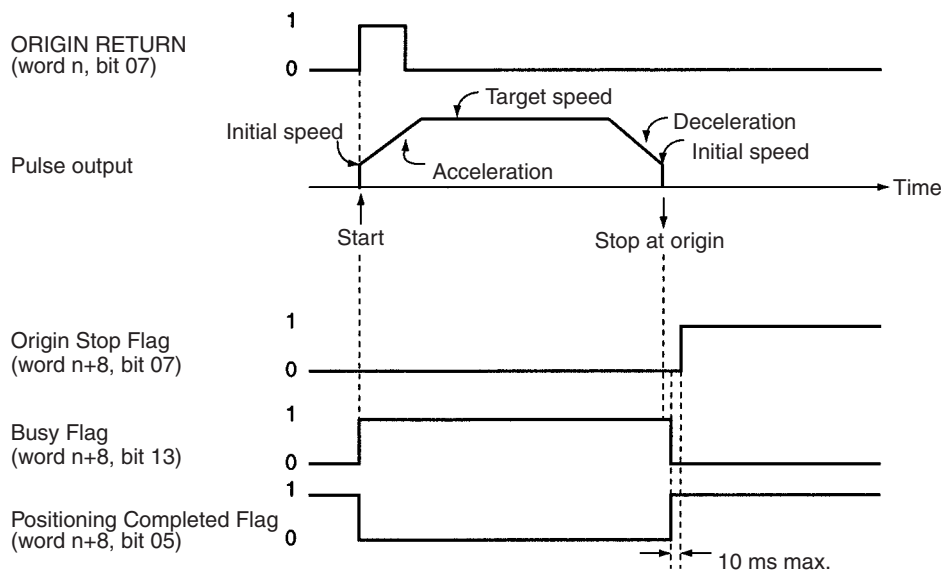 1
ORIGIN RETURN
(word n, bit 07)
0
Target speed
Initial speed
Deceleration
Initial speed
Pulse output
Acceleration
Time
Start
Stop at origin
1
Origin Stop Flag
(word n+8, bit 07)
0
1
Busy Flag
(word n+8, bit 13)
0
1
Positioning Completed Flag
(word n+8, bit 05)
0
10 ms max.